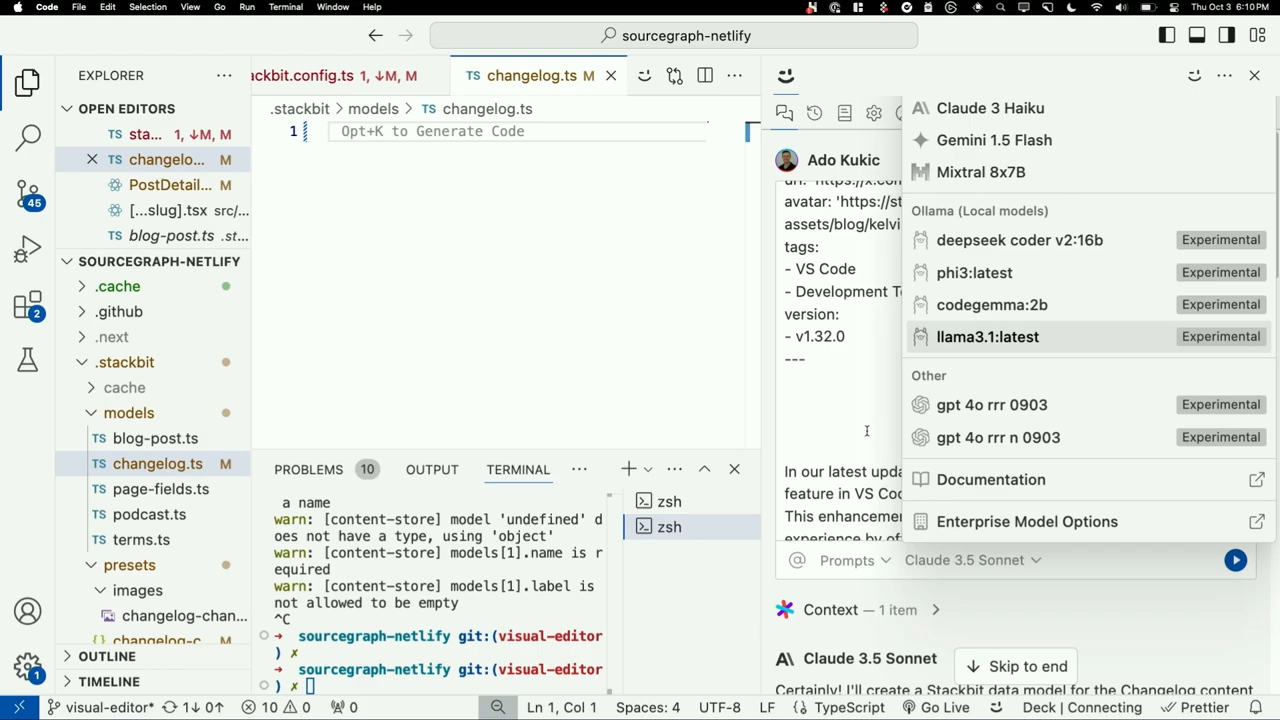 Code File Edit Selection View Go Run Terminal Window Help
Thu Oct 3 6:10 PM
sourcegraph-netlify
EXPLORER
OPEN EDITORS
sta... 1, ↓M, M
changelo... M
PostDetail... M
[...slug].tsx src/...
blog-post.ts .st...
SOURCEGRAPH-NETLIFY
.cache
.github
.next
.stackbit
cache
models
TS blog-post.ts
TS changelog.ts M
TS page-fields.ts
TS podcast.ts
TS terms.ts
presets
images
changelog-chan...
{} changelog-c... M
OUTLINE
TIMELINE
45
2
1
ackbit.config.ts 1, ↓M, M
TS changelog.ts M
.stackbit > models > TS changelog.ts
1 Opt+K to Generate Code
PROBLEMS 10 OUTPUT TERMINAL
a name
warn: [content-store] model 'undefined' d
oes not have a type, using 'object'
warn: [content-store] models[1].name is r
equired
warn: [content-store] models[1].label is
not allowed to be empty
^C
→ sourcegraph-netlify git:(visual-editor
) ✗
→ sourcegraph-netlify git:(visual-editor
) ✗
zsh
zsh
Ado Kukic
avatar: 'https://st
assets/blog/kelvi
tags:
- VS Code
- Development T
version:
- v1.32.0
---
In our latest upda
feature in VS Cod
This enhancemen
experience by of
@ Prompts Claude 3.5 Sonnet
Context — 1 item
Claude 3.5 Sonnet
Skip to end
Certainly! I'll create a Stackbit data model for the Changelog content
Claude 3 Haiku
Gemini 1.5 Flash
Mixtral 8x7B
Ollama (Local models)
deepseek coder v2:16b Experimental
phi3:latest Experimental
codegemma:2b Experimental
llama3.1:latest Experimental
Other
gpt 4o rrr 0903 Experimental
gpt 4o rrr n 0903 Experimental
Documentation
Enterprise Model Options
visual-editor* 1↓ 0↑ 10 0 0 Ln 1, Col 1 Spaces: 4 UTF-8 LF {} TypeScript Go Live Deck | Connecting Prettier